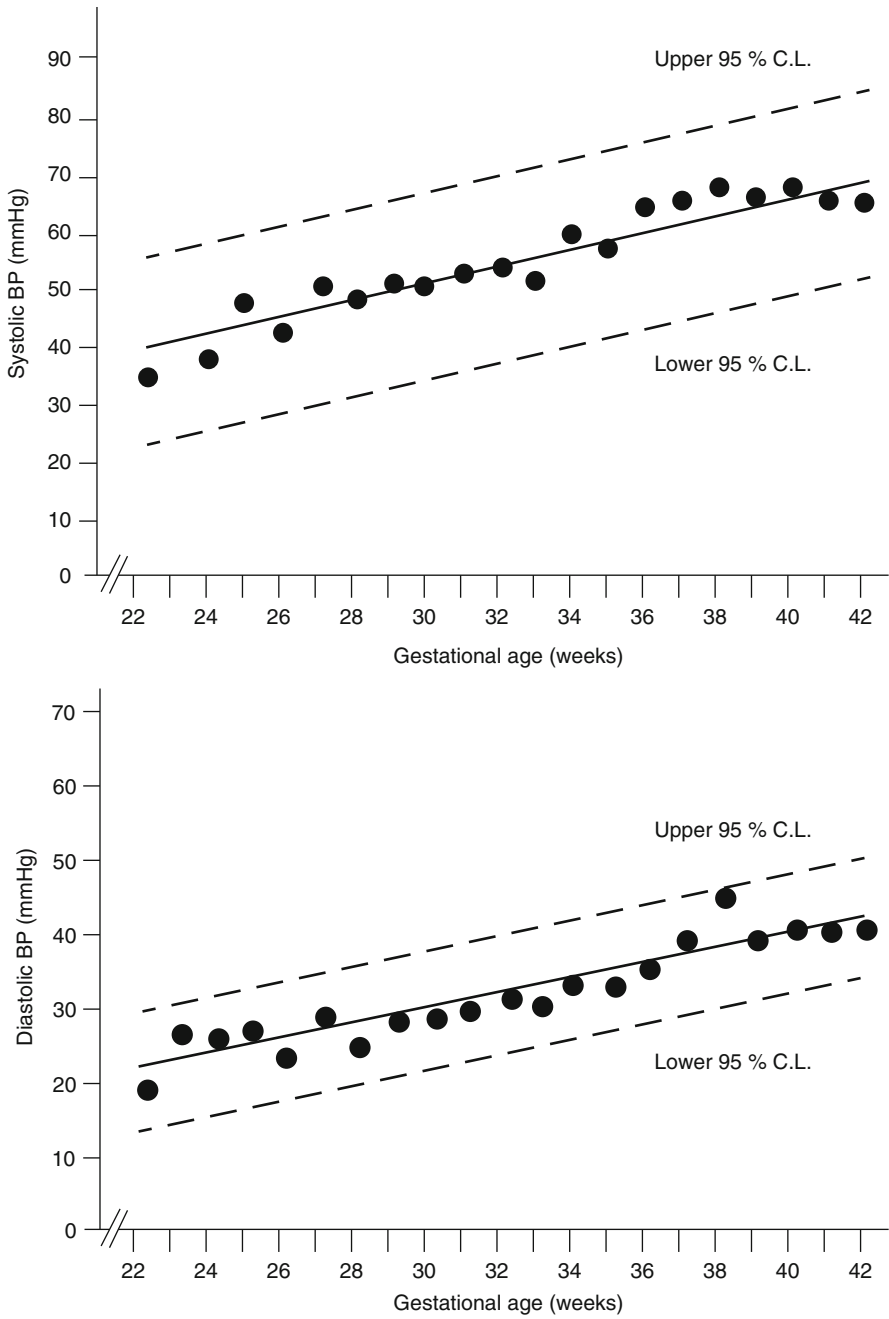 90
Upper 95 % C.L.
80
70
60
50
40
Lower 95 % C.L.
30
20
10
0
Systolic BP (mmHg)
22 24 26 28 30 32 34 36 38 40 42
Gestational age (weeks)
70
60
Upper 95 % C.L.
50
40
30
Lower 95 % C.L.
20
10
0
Diastolic BP (mmHg)
22 24 26 28 30 32 34 36 38 40 42
Gestational age (weeks)